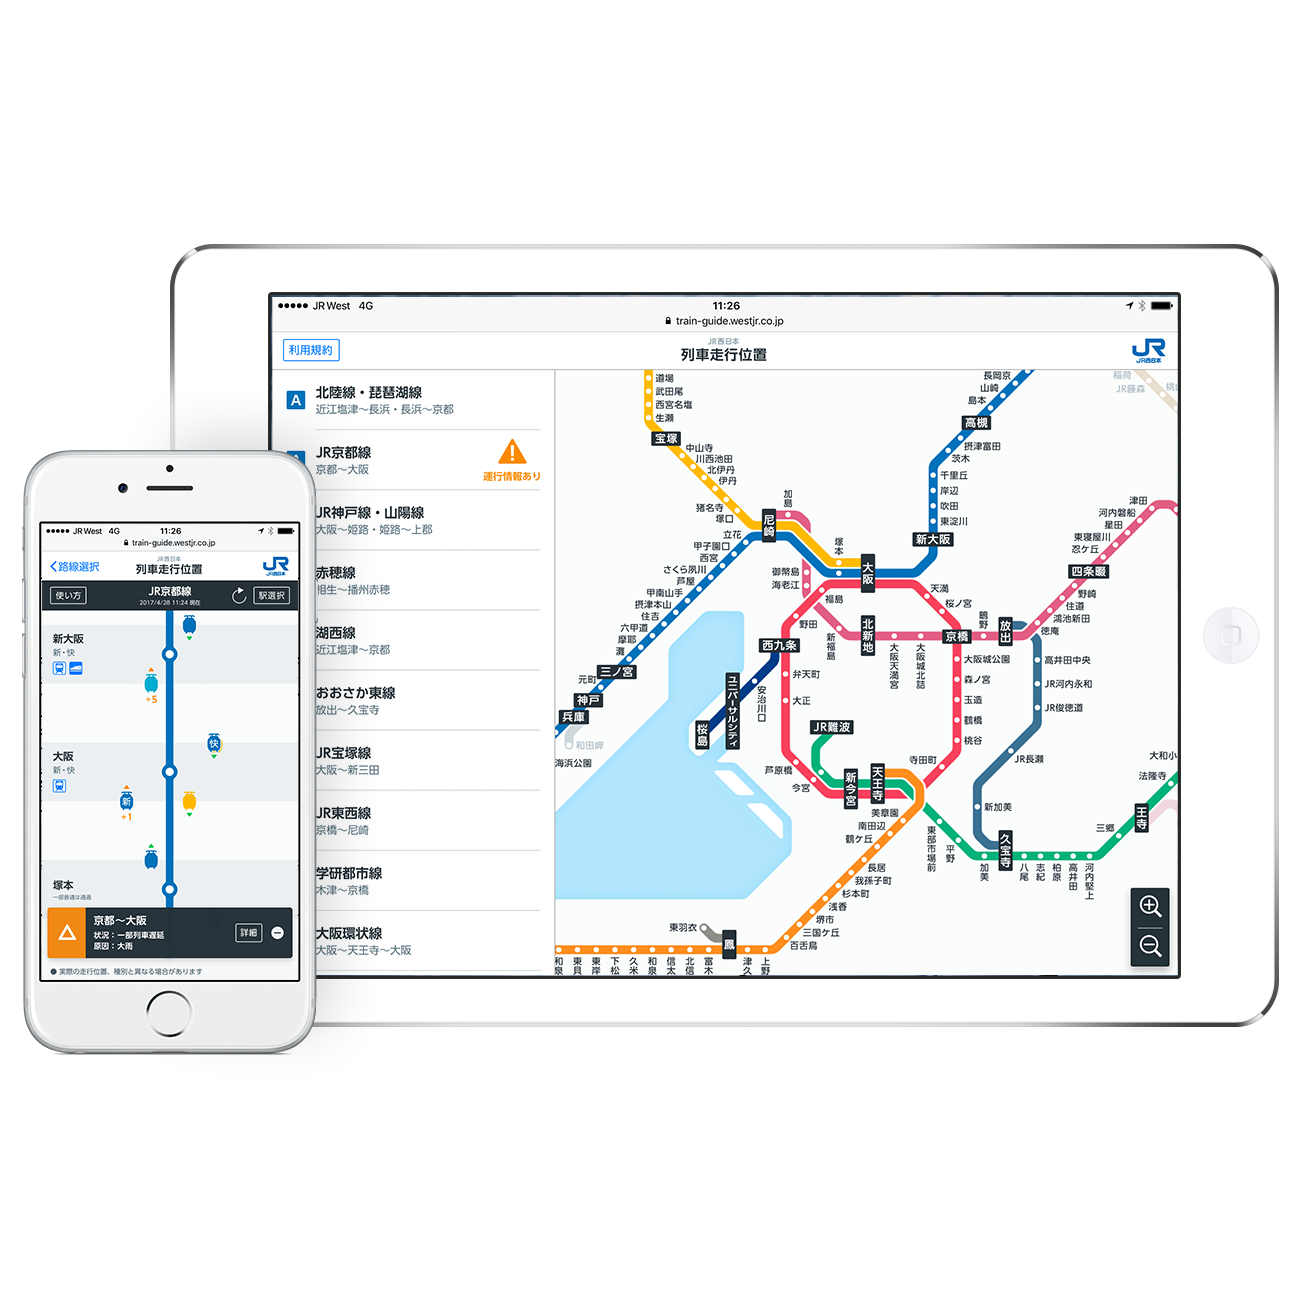 JR West 4G
11:26
train-guide.westjr.co.jp
利用規約
JR西日本
列車走行位置
JR
JR西日本
A
北陸線・琵琶湖線
近江塩津〜長浜・長浜〜京都
JR京都線
京都〜大阪
運行情報あり
JR神戸線・山陽線
大阪〜姫路・姫路〜上郡
赤穂線
相生〜播州赤穂
湖西線
近江塩津〜京都
おおさか東線
放出〜久宝寺
JR宝塚線
大阪〜新三田
JR東西線
京橋〜尼崎
学研都市線
木津〜京橋
大阪環状線
大阪〜天王寺〜大阪
道場
武田尾
西宮名塩
生瀬
宝塚
中山寺
川西池田
北伊丹
伊丹
猪名寺
塚口
尼崎
加島
塚本
大阪
立花
甲子園口
西宮
さくら夙川
芦屋
甲南山手
摂津本山
住吉
六甲道
摩耶
灘
三ノ宮
元町
神戸
兵庫
和田岬
海浜公園
長岡京
山崎
島本
高槻
摂津富田
茨木
千里丘
岸辺
吹田
東淀川
新大阪
稲荷
JR藤森
桃山
津田
河内磐船
星田
東寝屋川
忍ケ丘
四条畷
野崎
住道
鴻池新田
徳庵
放出
鴫野
京橋
大阪城北詰
大阪天満宮
北新地
新福島
海老江
御幣島
天満
桜ノ宮
福島
野田
西九条
弁天町
大正
芦原橋
今宮
新今宮
天王寺
寺田町
桃谷
鶴橋
玉造
森ノ宮
大阪城公園
安治川口
ユニバーサルシティ
桜島
JR難波
高井田中央
JR河内永和
JR俊徳道
JR長瀬
新加美
久宝寺
大和小
法隆寺
王寺
三郷
河内堅上
高井田
柏原
志紀
八尾
加美
平野
東部市場前
美章園
南田辺
鶴ケ丘
長居
我孫子町
杉本町
浅香
堺市
三国ケ丘
百舌鳥
上野
津久
鳳
東羽衣
富木
北信
信太
和泉
久米
下松
東岸
東貝
和泉
JR West 4G
11:26
train-guide.westjr.co.jp
路線選択
JR西日本
列車走行位置
JR
JR西日本
使い方
JR京都線
2017/4/28 11:24 現在
駅選択
新大阪
新・快
+5
快
大阪
新・快
新
+1
塚本
一部普通は通過
京都〜大阪
状況：一部列車遅延
原因：大雨
詳細
● 実際の走行位置、種別と異なる場合があります